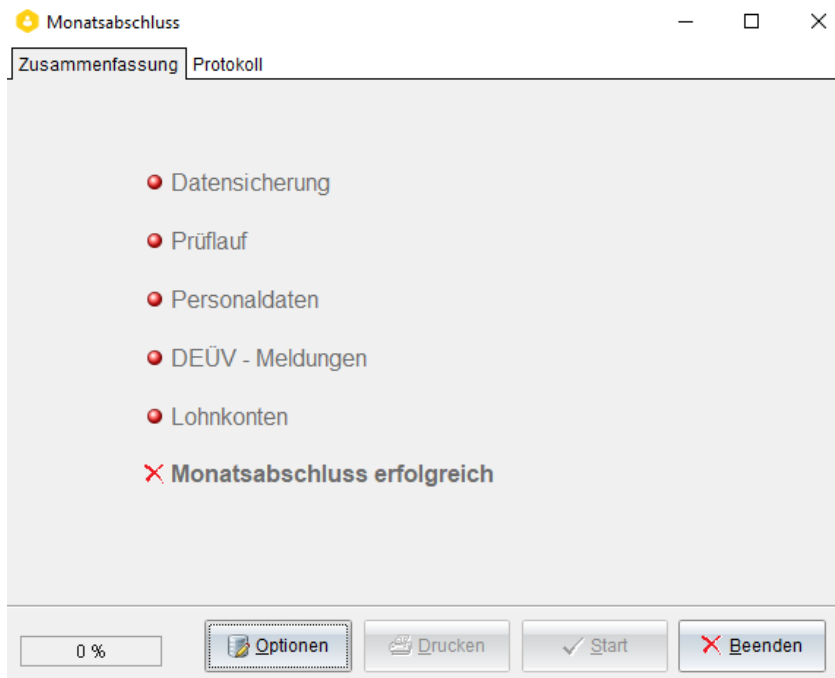 Monatsabschluss
Zusammenfassung Protokoll
Datensicherung
Prüflauf
Personaldaten
DEÜV - Meldungen
Lohnkonten
Monatsabschluss erfolgreich
0 % Optionen Drucken Start Beenden